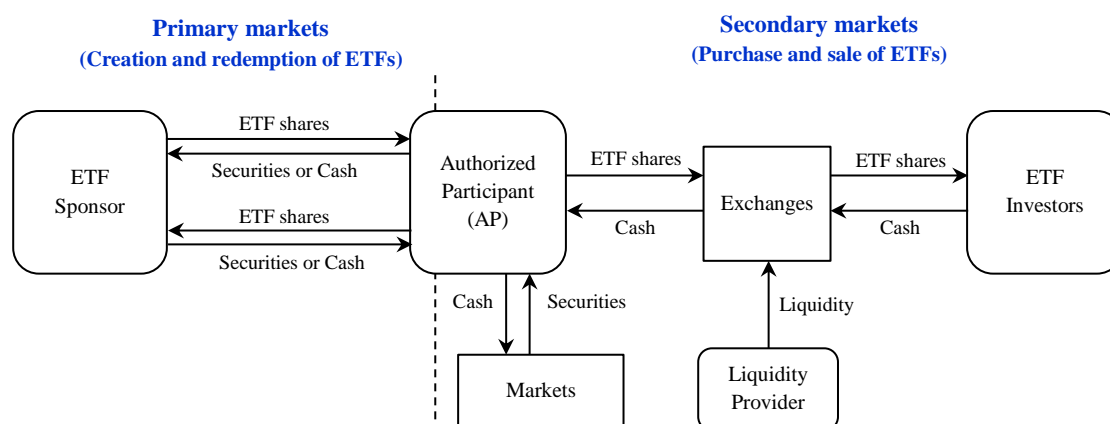 Primary markets
(Creation and redemption of ETFs)
Secondary markets
(Purchase and sale of ETFs)
ETF
Sponsor
ETF shares
Securities or Cash
ETF shares
Securities or Cash
Authorized
Participant
(AP)
ETF shares
Cash
Exchanges
ETF shares
Cash
ETF
Investors
Cash
Securities
Markets
Liquidity
Liquidity
Provider